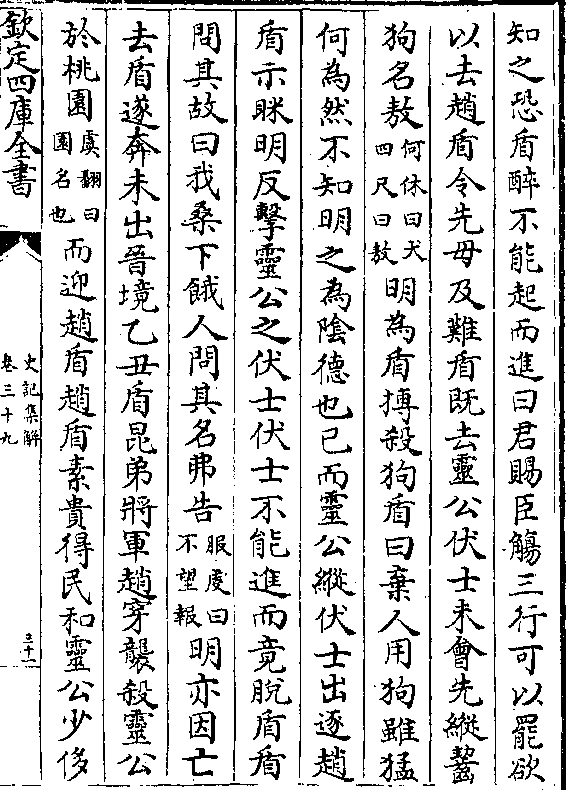 知之恐盾醉不能起而進曰君賜臣觴三行可以罷欲
以去趙盾令先毋及難盾既去靈公伏士未會先縱齧
狗名敖何休曰犬四尺曰敖明為盾搏殺狗盾曰棄人用狗雖猛
何為然不知明之為陰德也已而靈公縱伏士出逐趙
盾示眯明反擊靈公之伏士伏士不能進而竟脫盾盾
問其故曰我桑下餓人問其名弗告服虔曰不望報明亦因亡
去盾遂奔未出晉境乙丑盾昆弟將軍趙穿襲殺靈公
於桃園虞翻曰園名也而迎趙盾趙盾素貴得民和靈公少侈
欽定四庫全書
史記集解
卷三十九
三十一